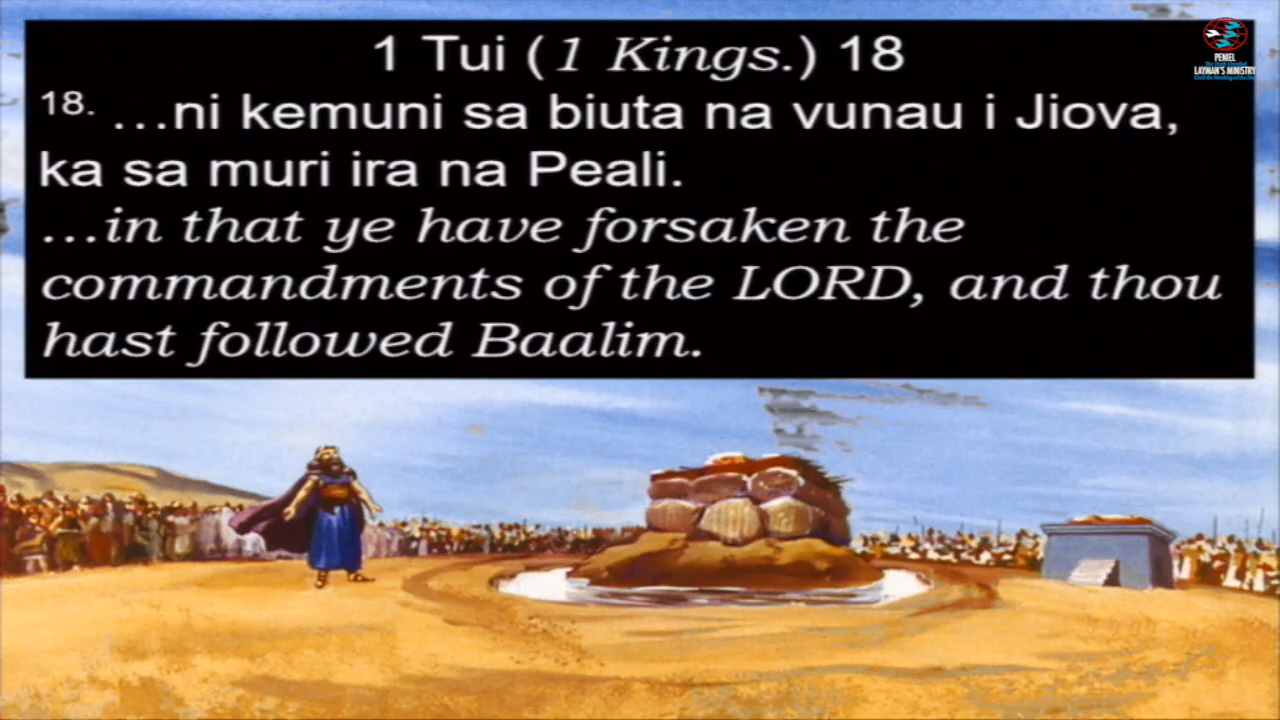 1 Tui (1 Kings.) 18
18. ...ni kemuni sa biuta na vunau i Jiova,
ka sa muri ira na Peali.
...in that ye have forsaken the
commandments of the LORD, and thou
hast followed Baalim.
PENIEL
LAYMAN'S MINISTRY